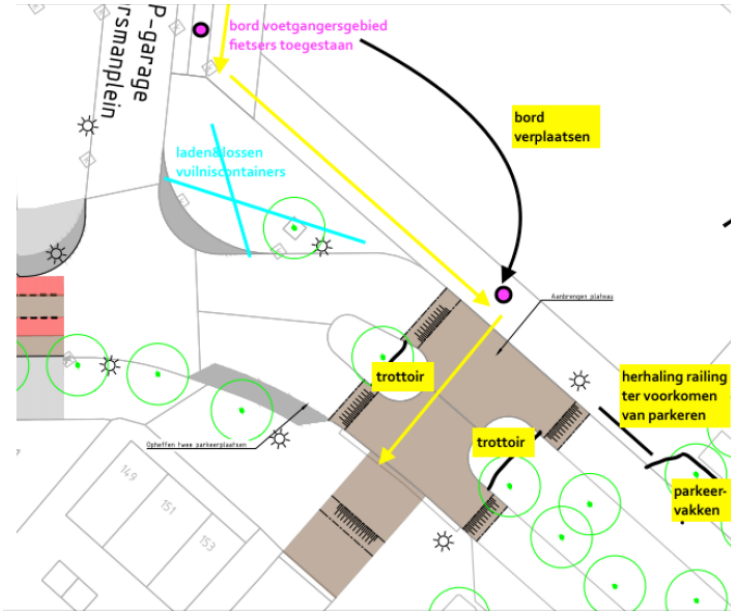 P-garage
rsmanplein
bord voetgangersgebied
fietsers toegestaan
bord
verplaatsen
laden&lossen
vuilniscontainers
Aanbrengen plateau
trottoir
herhaling railing
ter voorkomen
van parkeren
trottoir
Opheffen twee parkeerplaatsen
parkeer-
vakken
149
151
153